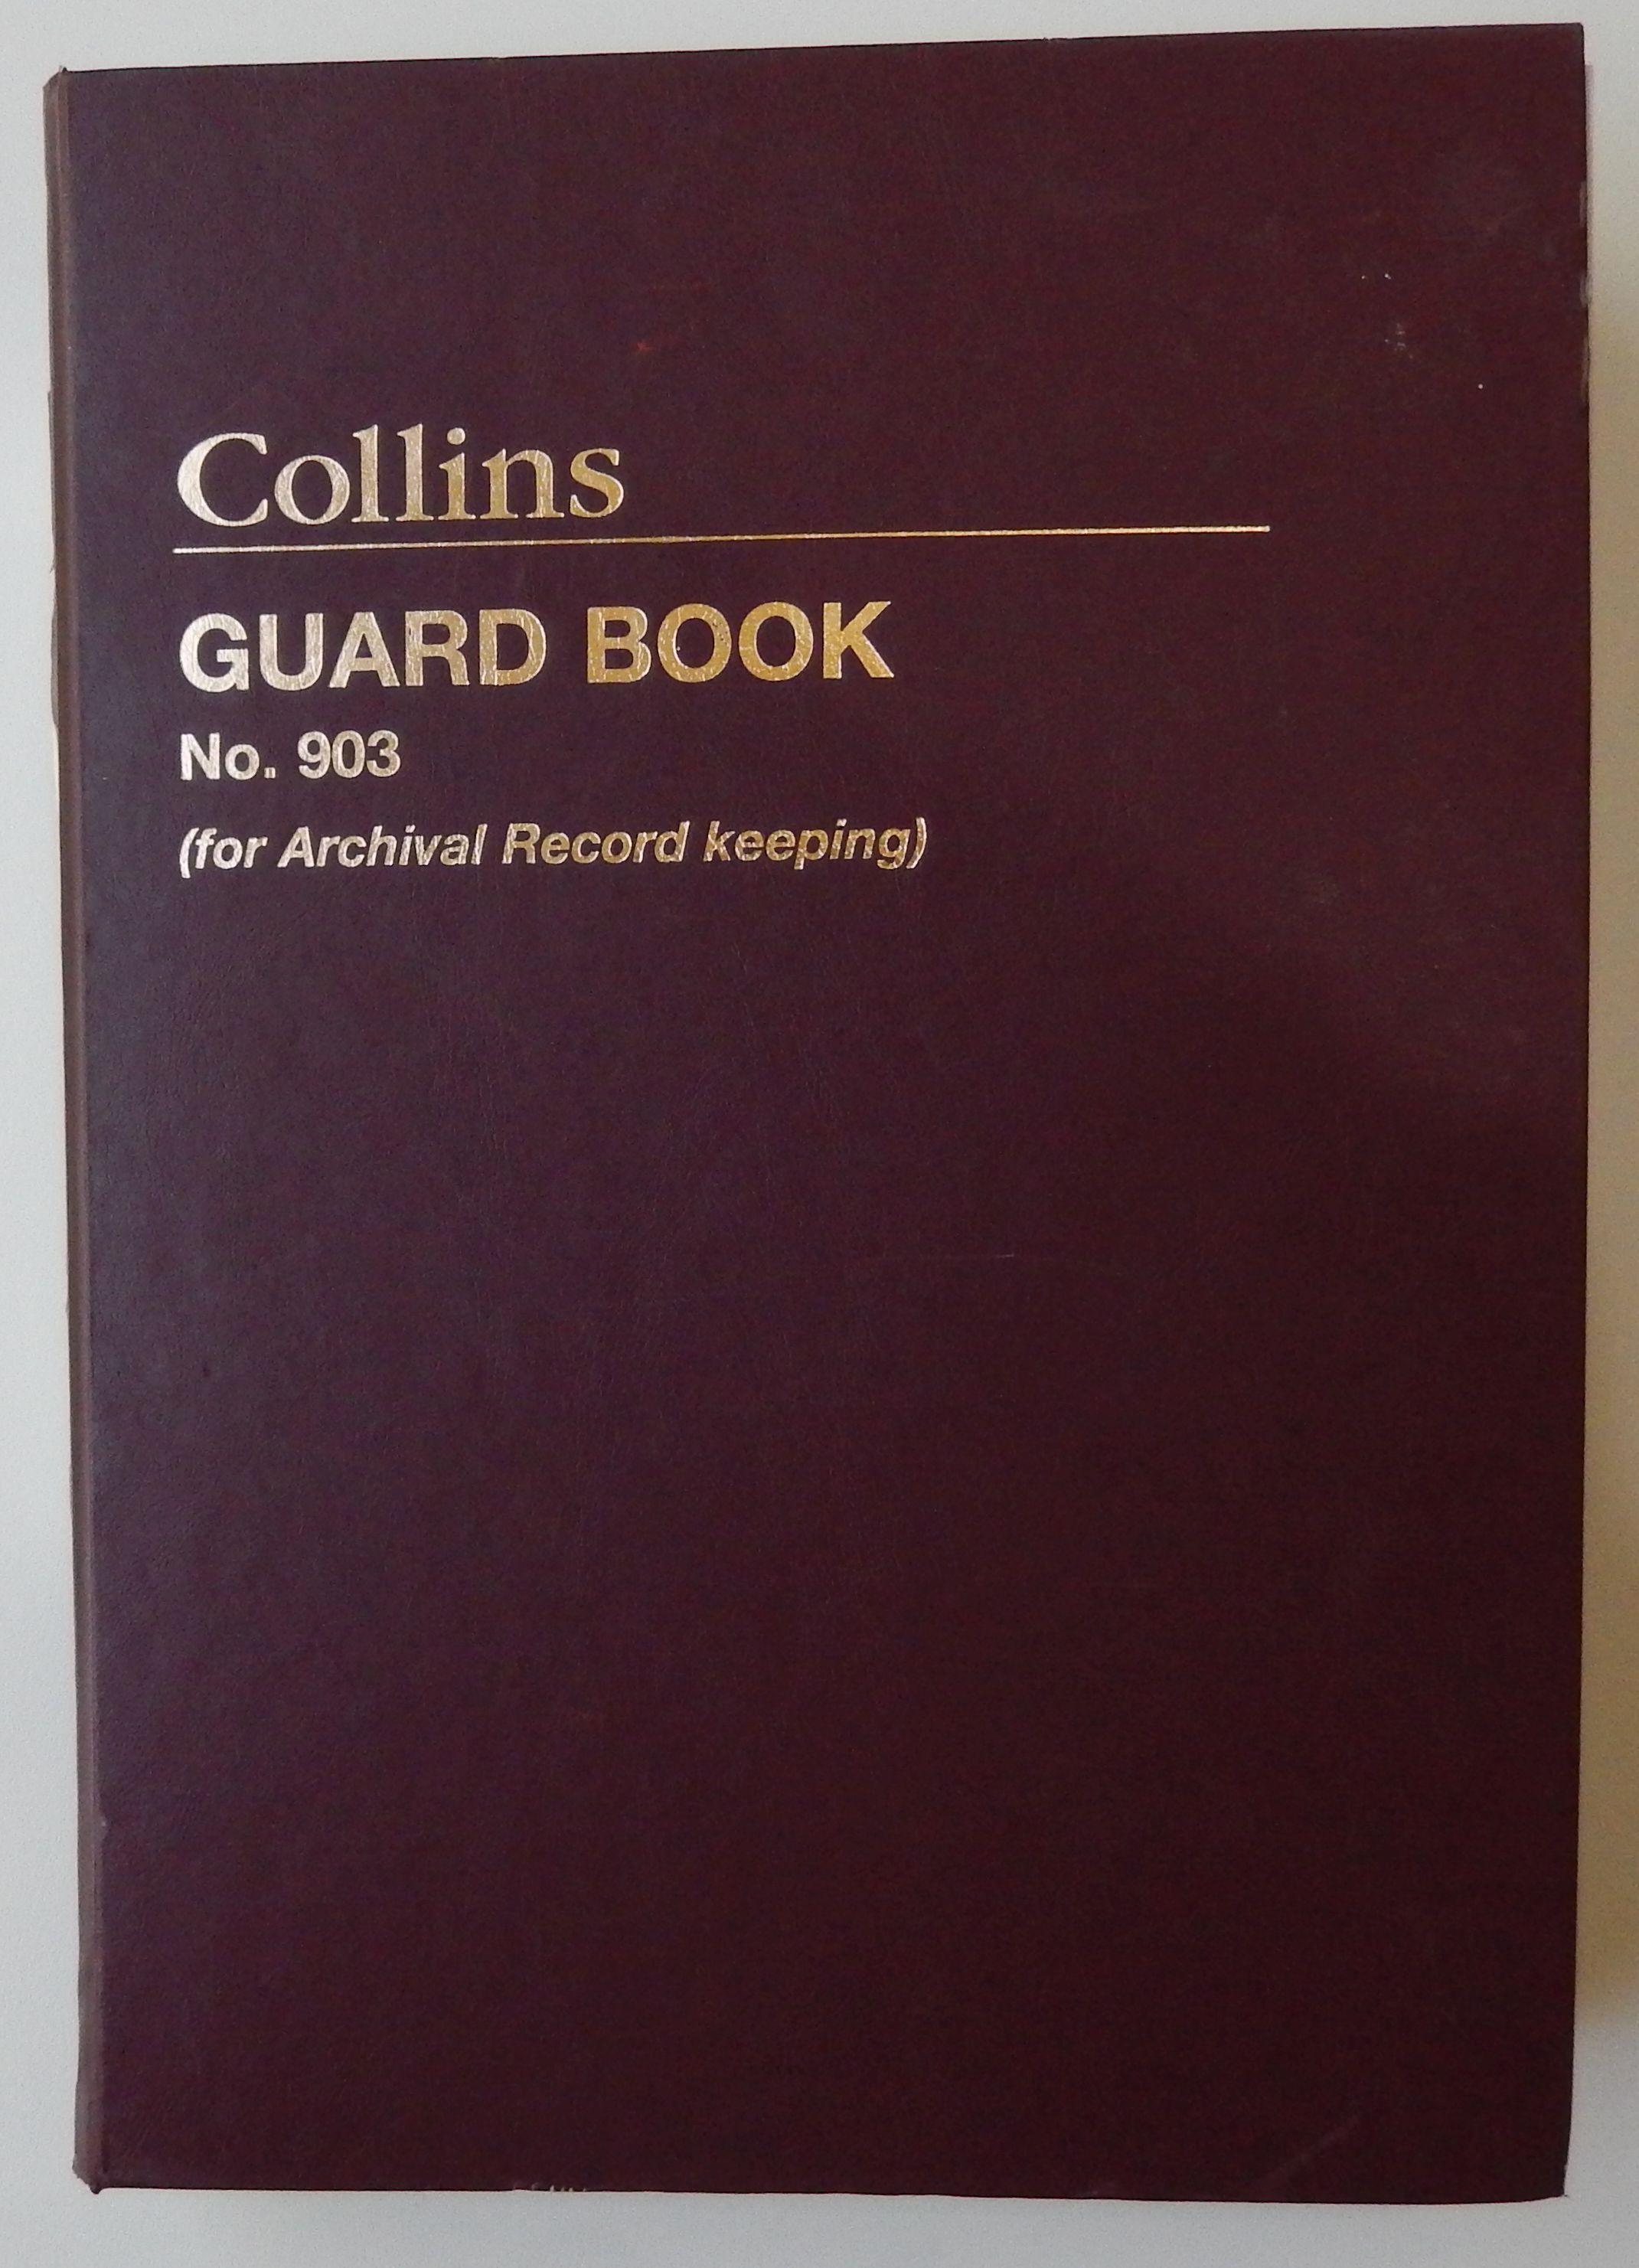 Collins
GUARD BOOK
No. 903
(for Archival Record keeping)